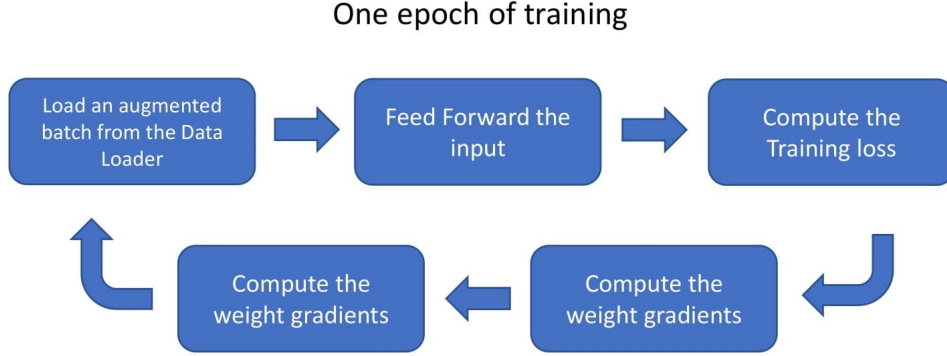 One epoch of training
Load an augmented
batch from the Data
Loader
Feed Forward the
input
Compute the
Training loss
Compute the
weight gradients
Compute the
weight gradients